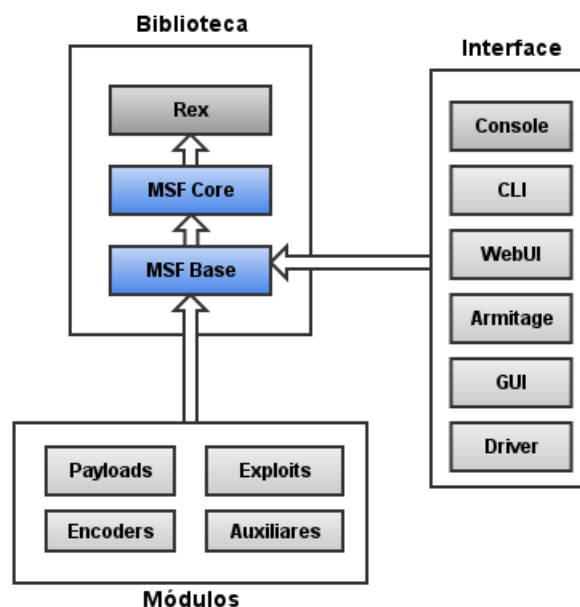 Biblioteca
Rex
MSF Core
MSF Base
Interface
Console
CLI
WebUI
Armitage
GUI
Driver
Payloads
Exploits
Encoders
Auxiliares
Módulos